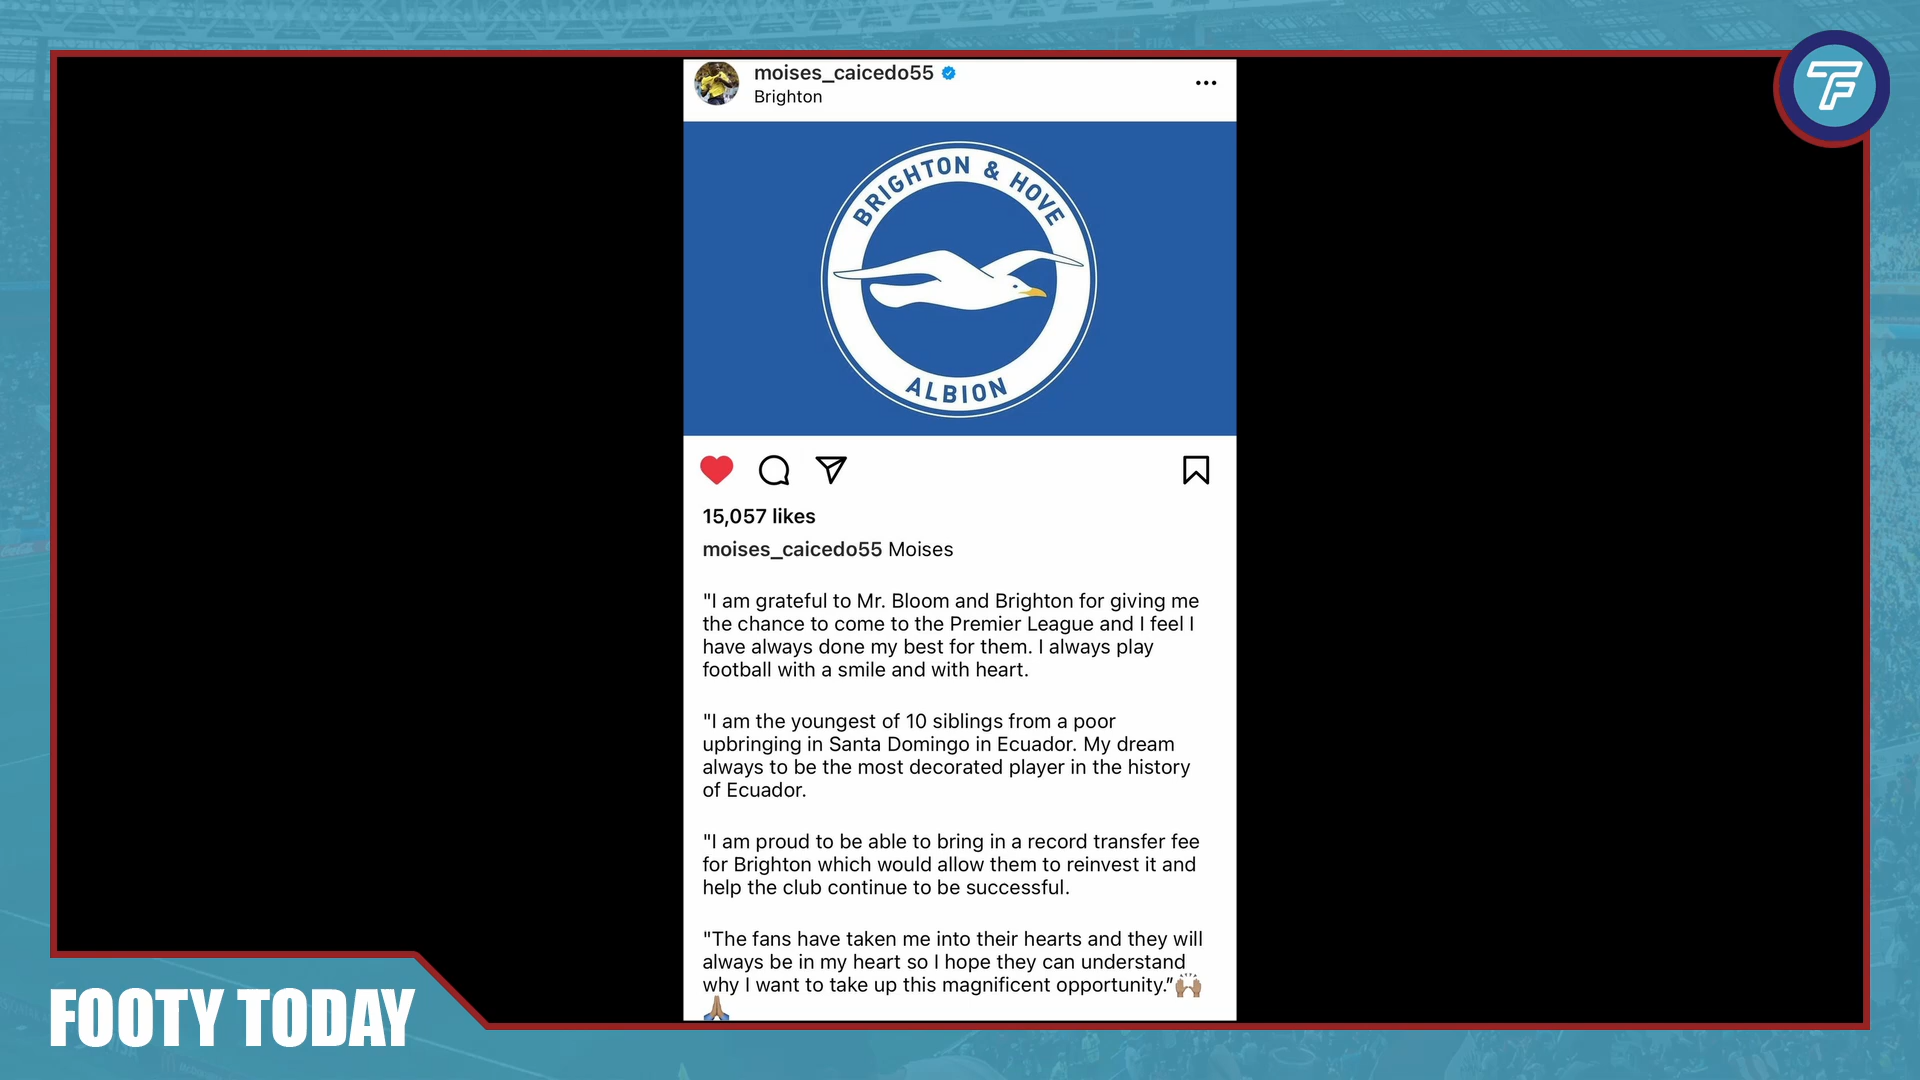 moises_caicedo55
Brighton
BRIGHTON & HOVE
ALBION
15,057 likes
moises_caicedo55 Moises
"I am grateful to Mr. Bloom and Brighton for giving me
the chance to come to the Premier League and I feel I
have always done my best for them. I always play
football with a smile and with heart.
"I am the youngest of 10 siblings from a poor
upbringing in Santa Domingo in Ecuador. My dream
always to be the most decorated player in the history
of Ecuador.
"I am proud to be able to bring in a record transfer fee
for Brighton which would allow them to reinvest it and
help the club continue to be successful.
"The fans have taken me into their hearts and they will
always be in my heart so I hope they can understand
why I want to take up this magnificent opportunity.”🙌🏽
🙏🏽
TF
FOOTY TODAY